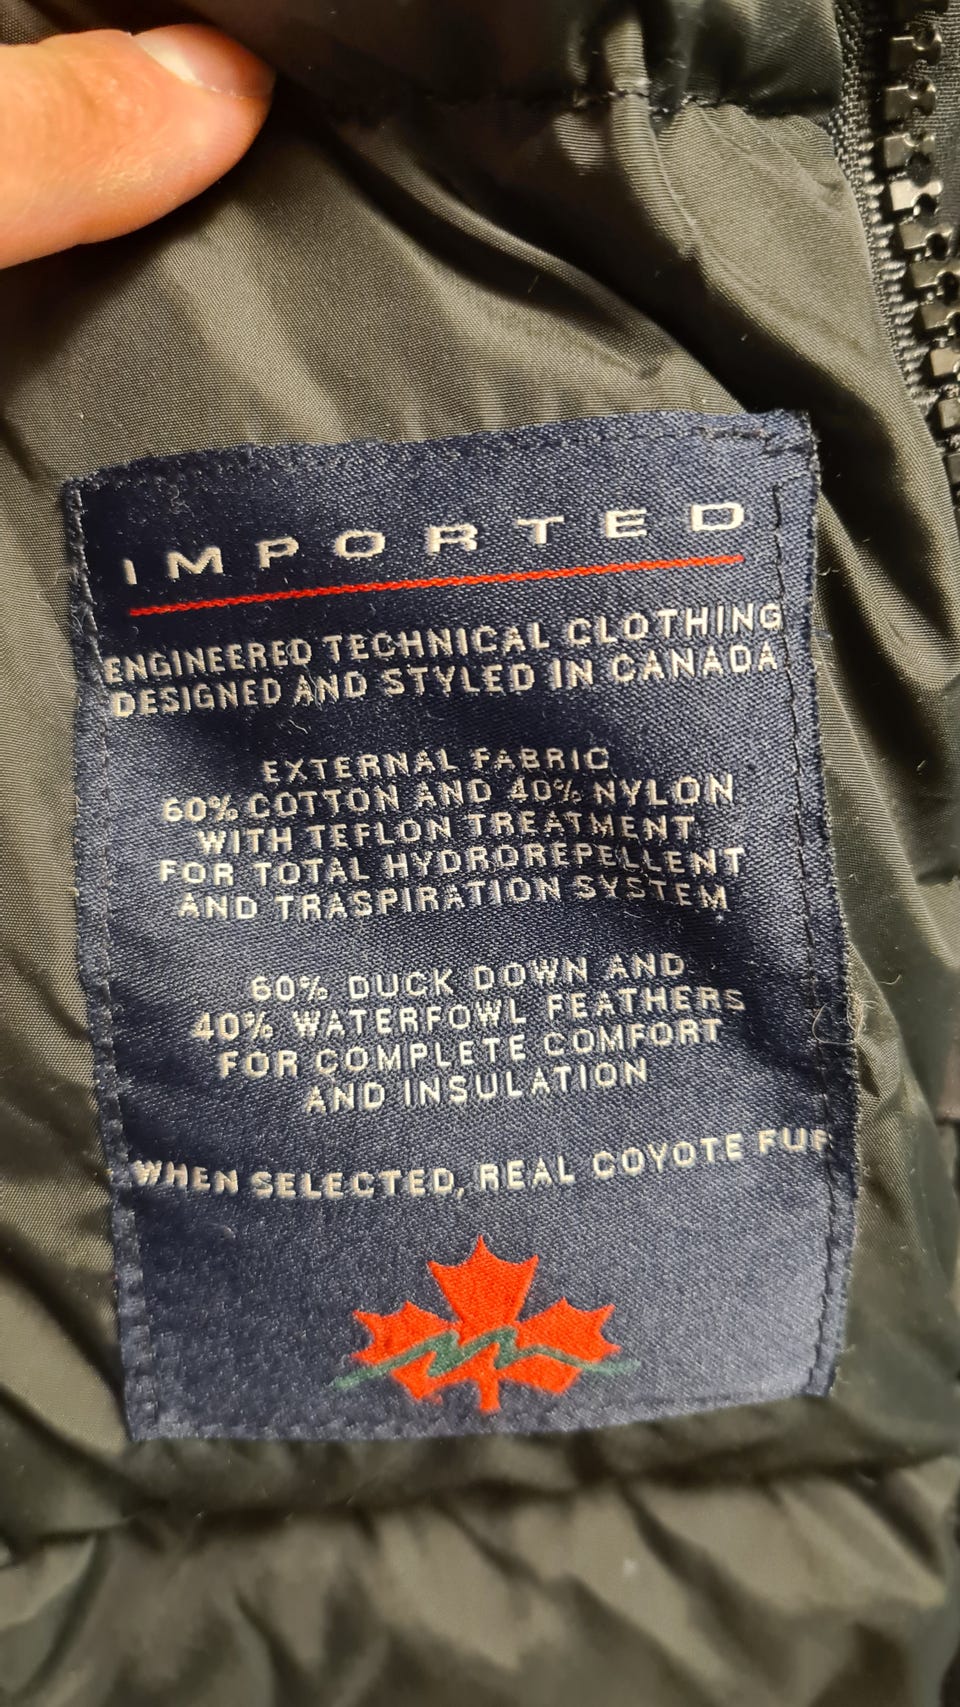 IMPORTED
ENGINEERED TECHNICAL CLOTHING
DESIGNED AND STYLED IN CANADA
EXTERNAL FABRIC
60% COTTON AND 40% NYLON
WITH TEFLON TREATMENT
FOR TOTAL HYDROREPELLENT
AND TRASPIRATION SYSTEM
60% DUCK DOWN AND
40% WATERFOWL FEATHERS
FOR COMPLETE COMFORT
AND INSULATION
WHEN SELECTED, REAL COYOTE FUR